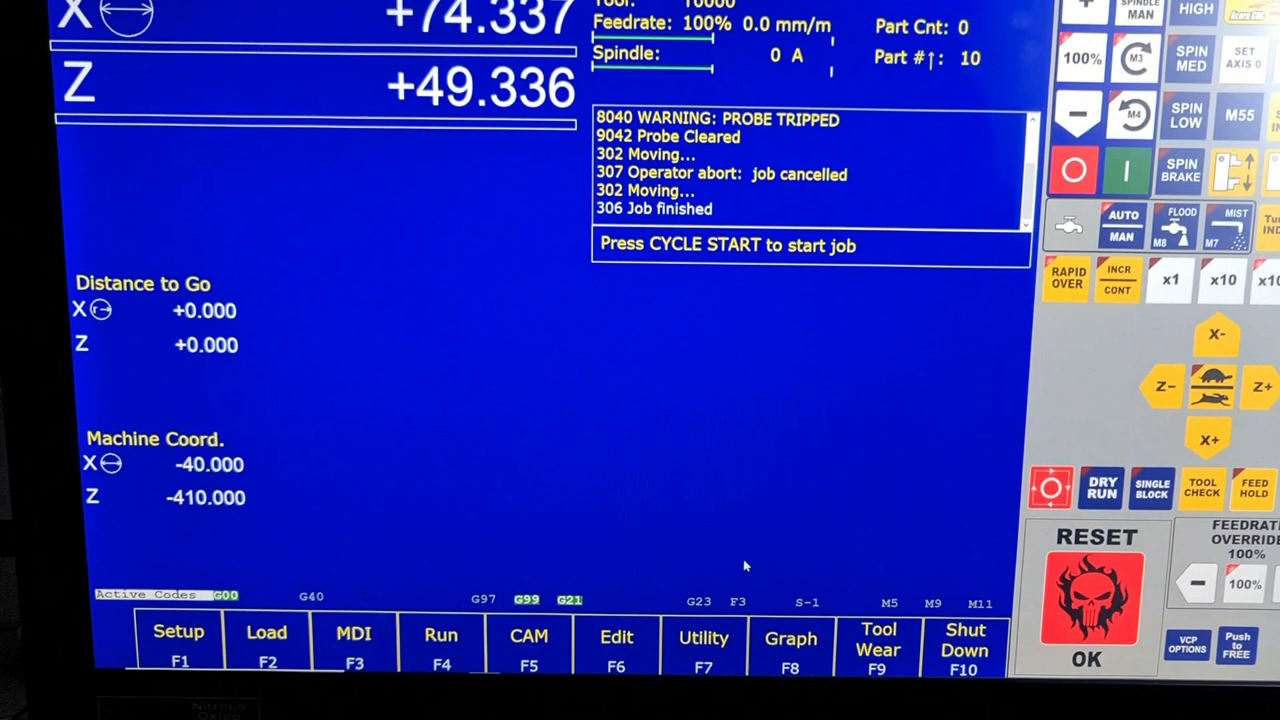 X +74.337
Z +49.336
Feedrate: 100% 0.0 mm/m
Spindle: 0 A
Part Cnt: 0
Part #↑: 10
8040 WARNING: PROBE TRIPPED
9042 Probe Cleared
302 Moving...
307 Operator abort: job cancelled
302 Moving...
306 Job finished
Press CYCLE START to start job
Distance to Go
X +0.000
Z +0.000
Machine Coord.
X -40.000
Z -410.000
Active Codes G00 G40 G97 G99 G21 G23 F3 S-1 M5 M9 M11
Setup
F1
Load
F2
MDI
F3
Run
F4
CAM
F5
Edit
F6
Utility
F7
Graph
F8
Tool
Wear
F9
Shut
Down
F10
+
SPINDLE
MAN
HIGH
100%
M3
SPIN
MED
SET
AXIS 0
M4
SPIN
LOW
M55
SPIN
BRAKE
AUTO
MAN
FLOOD
M8
MIST
M7
RAPID
OVER
INCR
CONT
x1
x10
X-
Z-
Z+
X+
DRY
RUN
SINGLE
BLOCK
TOOL
CHECK
FEED
HOLD
RESET
OK
OVERRIDE
100%
-
100%
VCP
OPTIONS
Push
to
FREE
Nitrous
Oxide